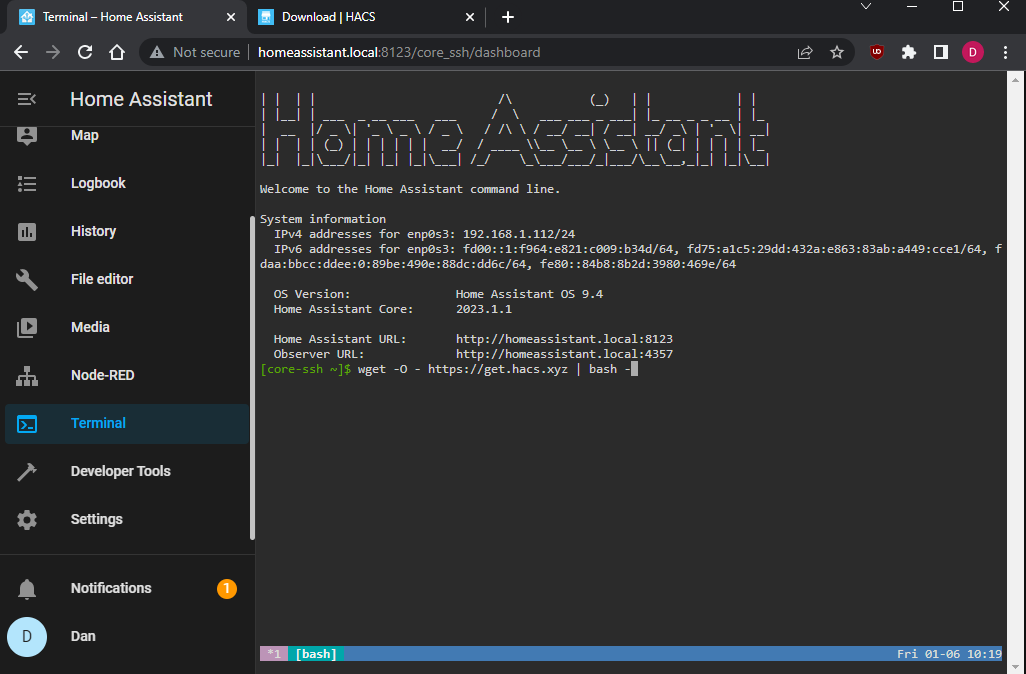 Terminal – Home Assistant
Download | HACS
Not secure
homeassistant.local:8123/core_ssh/dashboard
UD
D
Home Assistant
Map
Logbook
History
File editor
Media
Node-RED
Terminal
Developer Tools
Settings
Notifications
1
D
Dan
Home Assistant
Welcome to the Home Assistant command line.
System information
IPv4 addresses for enp0s3: 192.168.1.112/24
IPv6 addresses for enp0s3: fd00::1:f964:e821:c009:b34d/64, fd75:a1c5:29dd:432a:e863:83ab:a449:cce1/64, f
daa:bbcc:ddee:0:89be:490e:88dc:dd6c/64, fe80::84b8:8b2d:3980:469e/64
OS Version: Home Assistant OS 9.4
Home Assistant Core: 2023.1.1
Home Assistant URL: http://homeassistant.local:8123
Observer URL: http://homeassistant.local:4357
[core-ssh ~]$ wget -O - https://get.hacs.xyz | bash -
*1 [bash] Fri 01-06 10:19